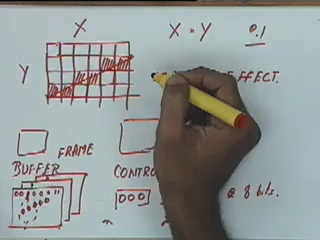 X X × Y 0.1
Y EFFECT.
FRAME
BUFFER CONTRO
@ 8 bits.